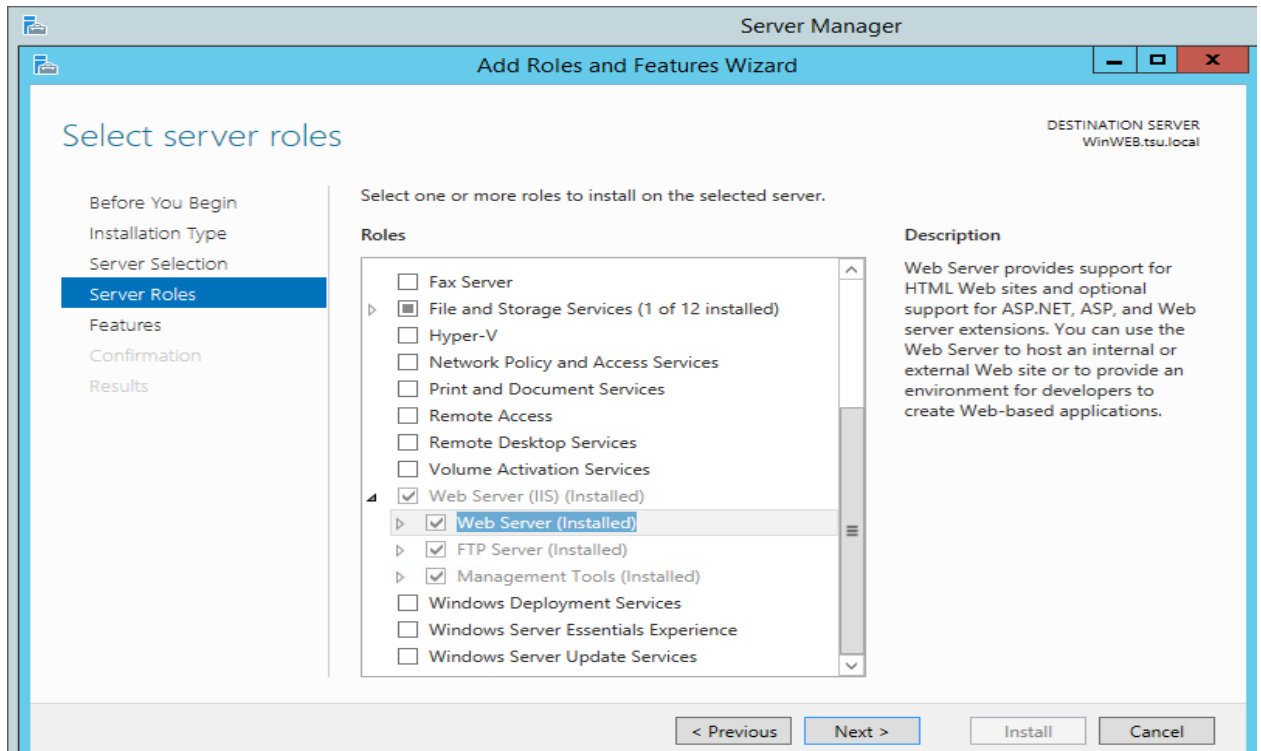 Server Manager
Add Roles and Features Wizard
Select server roles
DESTINATION SERVER
WinWEB.tsu.local
Before You Begin
Installation Type
Server Selection
Server Roles
Features
Confirmation
Results
Select one or more roles to install on the selected server.
Roles
Fax Server
File and Storage Services (1 of 12 installed)
Hyper-V
Network Policy and Access Services
Print and Document Services
Remote Access
Remote Desktop Services
Volume Activation Services
Web Server (IIS) (Installed)
Web Server (Installed)
FTP Server (Installed)
Management Tools (Installed)
Windows Deployment Services
Windows Server Essentials Experience
Windows Server Update Services
Description
Web Server provides support for
HTML Web sites and optional
support for ASP.NET, ASP, and Web
server extensions. You can use the
Web Server to host an internal or
external Web site or to provide an
environment for developers to
create Web-based applications.
< Previous
Next >
Install
Cancel